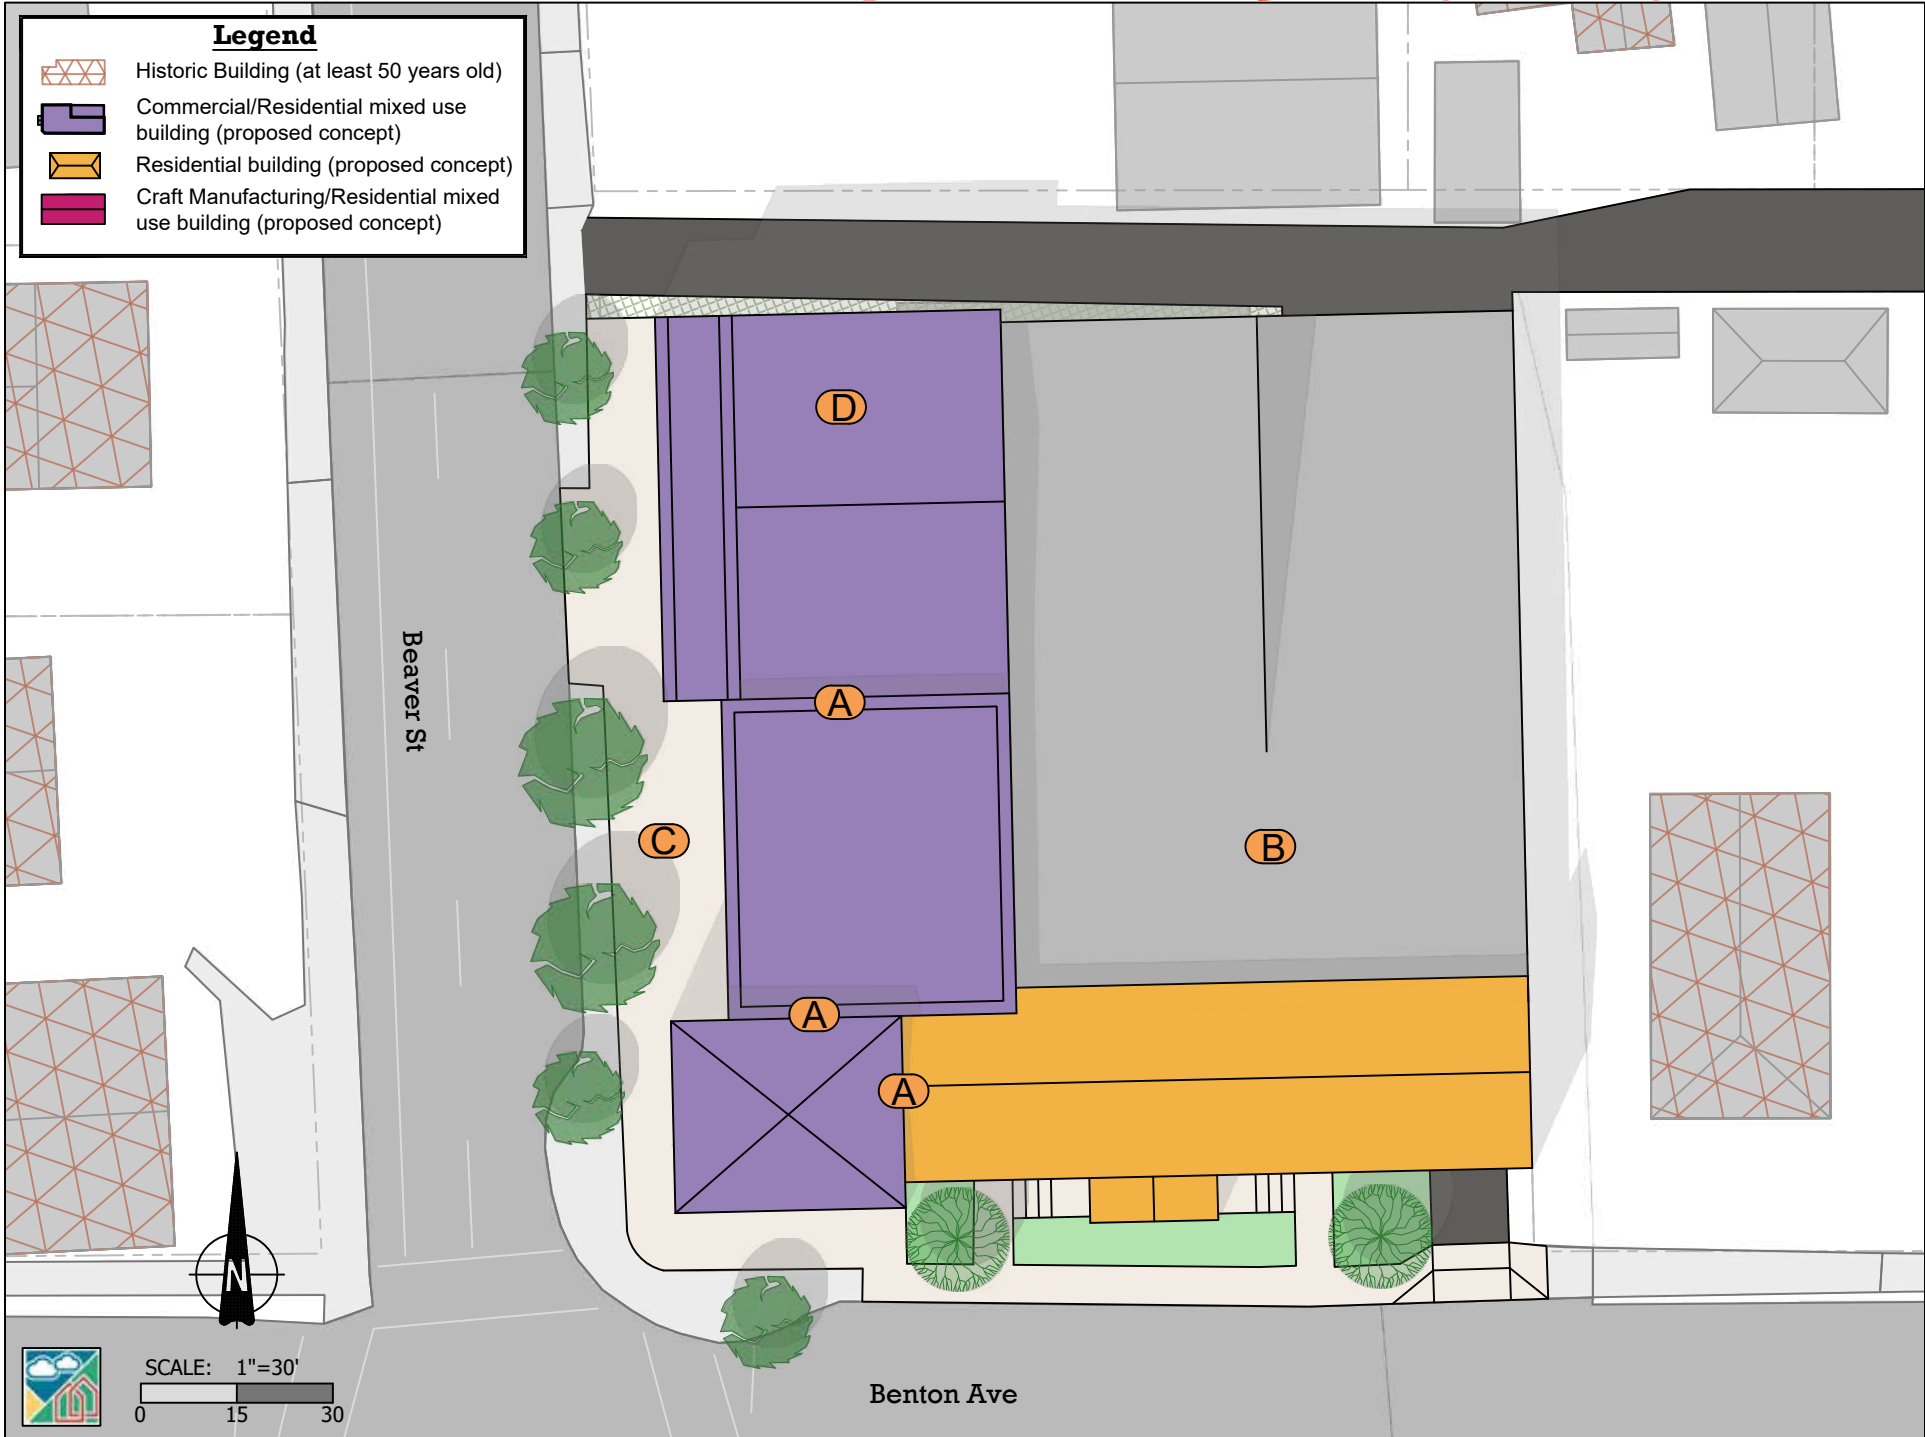 Legend
Historic Building (at least 50 years old)
Commercial/Residential mixed use
building (proposed concept)
Residential building (proposed concept)
Craft Manufacturing/Residential mixed
use building (proposed concept)
D
Beaver St
A
C
B
A
A
N
SCALE: 1"=30'
0 15 30
Benton Ave